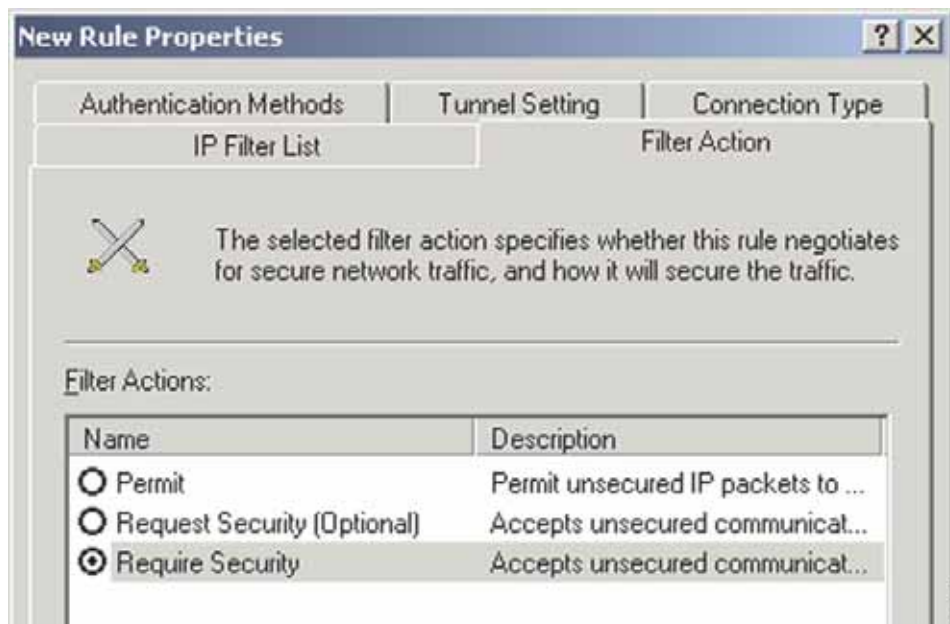 New Rule Properties
Authentication Methods Tunnel Setting Connection Type
IP Filter List Filter Action
The selected filter action specifies whether this rule negotiates
for secure network traffic, and how it will secure the traffic.
Filter Actions:
Name Description
Permit Permit unsecured IP packets to ...
Request Security (Optional) Accepts unsecured communicat...
Require Security Accepts unsecured communicat...